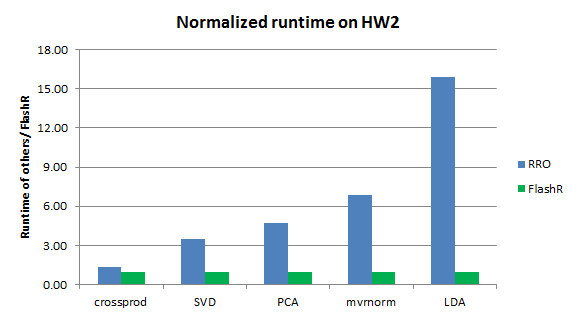 Normalized runtime on HW2
Runtime of others/ FlashR
18.00
15.00
12.00
9.00
6.00
3.00
0.00
crossprod SVD PCA mvrnorm LDA
RRO
FlashR